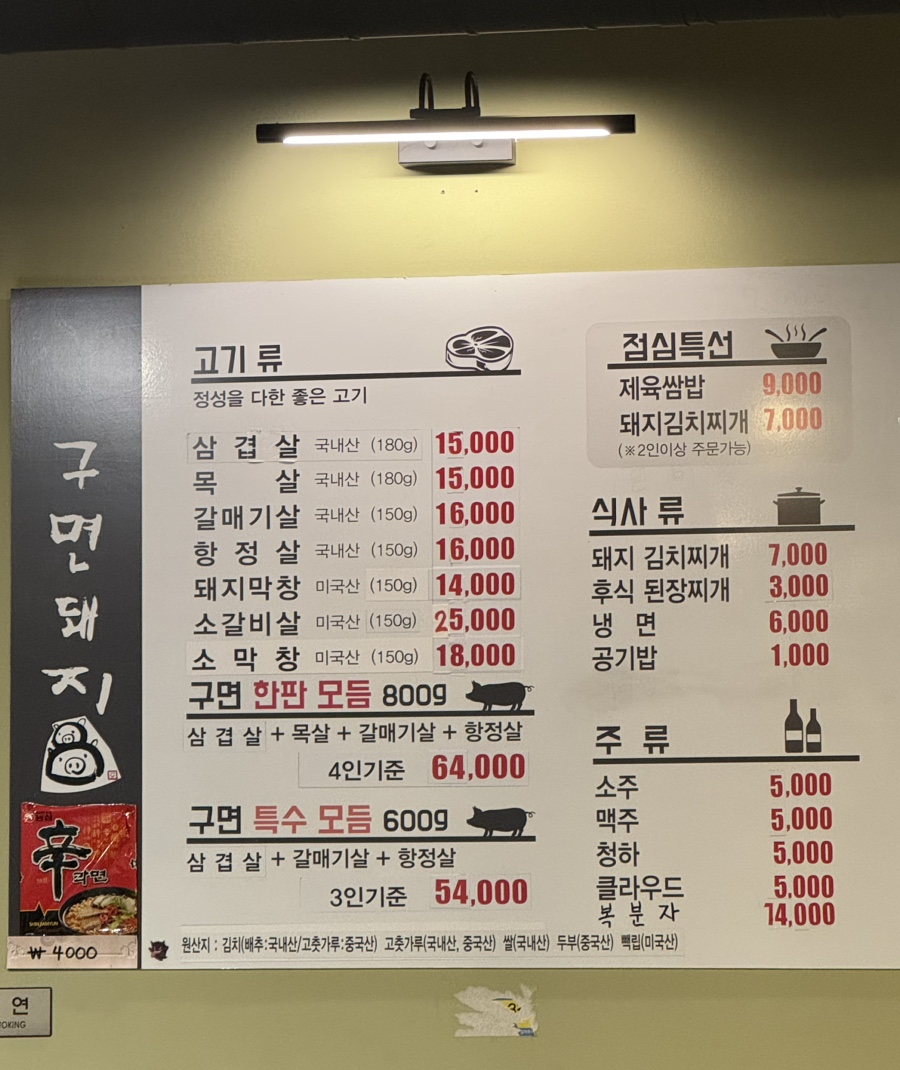 구면돼지
辛라면
₩ 4000
고기 류
정성을 다한 좋은 고기
삼 겹 살 국내산 (180g) 15,000
목 살 국내산 (180g) 15,000
갈매기살 국내산 (150g) 16,000
항 정 살 국내산 (150g) 16,000
돼지막창 미국산 (150g) 14,000
소갈비살 미국산 (150g) 25,000
소 막 창 미국산 (150g) 18,000
구면 한판 모듬 800g
삼 겹 살 + 목살 + 갈매기살 + 항정살
4인기준 64,000
구면 특수 모듬 600g
삼 겹 살 + 갈매기살 + 항정살
3인기준 54,000
점심특선
제육쌈밥 9,000
돼지김치찌개 7,000
(※2인이상 주문가능)
식사 류
돼지 김치찌개 7,000
후식 된장찌개 3,000
냉 면 6,000
공기밥 1,000
주 류
소주 5,000
맥주 5,000
청하 5,000
클라우드 5,000
복 분 자 14,000
원산지 : 김치(배추:국내산/고춧가루:중국산) 고춧가루(국내산, 중국산) 쌀(국내산) 두부(중국산) 빽립(미국산)
연
OKING